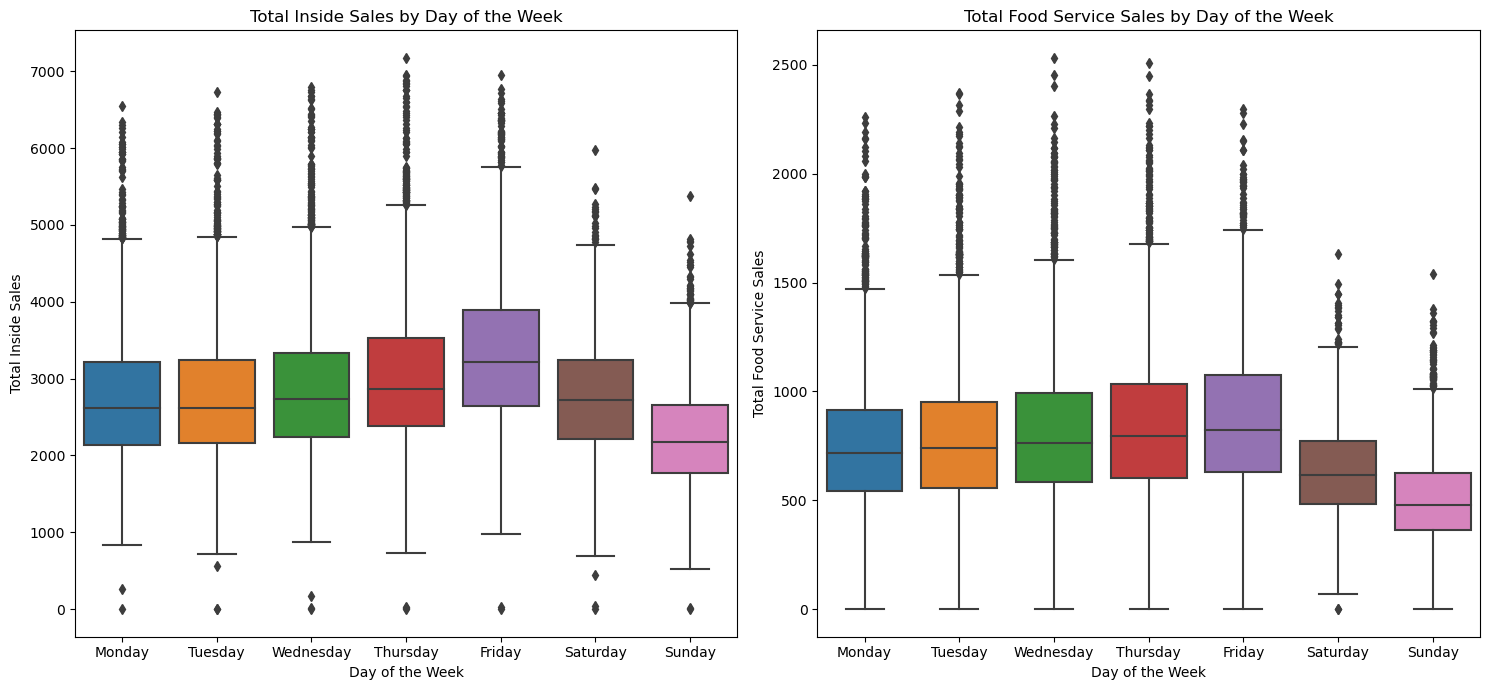 Total Inside Sales by Day of the Week
Total Inside Sales
7000
6000
5000
4000
3000
2000
1000
0
Monday Tuesday Wednesday Thursday Friday Saturday Sunday
Day of the Week
Total Food Service Sales by Day of the Week
Total Food Service Sales
2500
2000
1500
1000
500
0
Monday Tuesday Wednesday Thursday Friday Saturday Sunday
Day of the Week